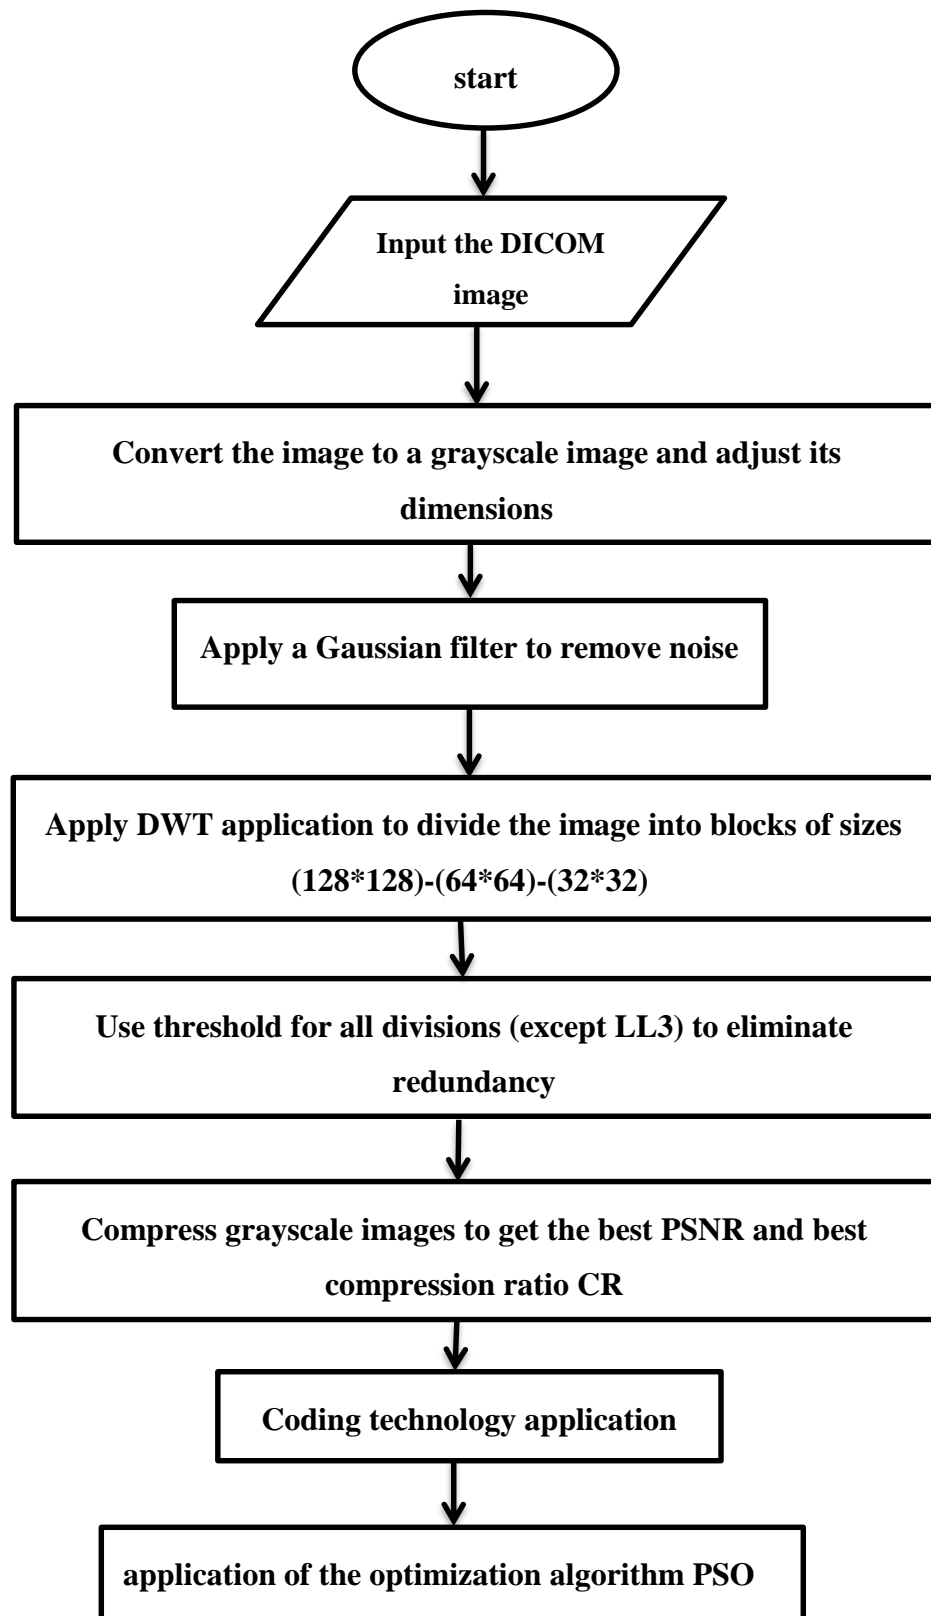 start
Input the DICOM
image
Convert the image to a grayscale image and adjust its
dimensions
Apply a Gaussian filter to remove noise
Apply DWT application to divide the image into blocks of sizes
(128*128)-(64*64)-(32*32)
Use threshold for all divisions (except LL3) to eliminate
redundancy
Compress grayscale images to get the best PSNR and best
compression ratio CR
Coding technology application
application of the optimization algorithm PSO